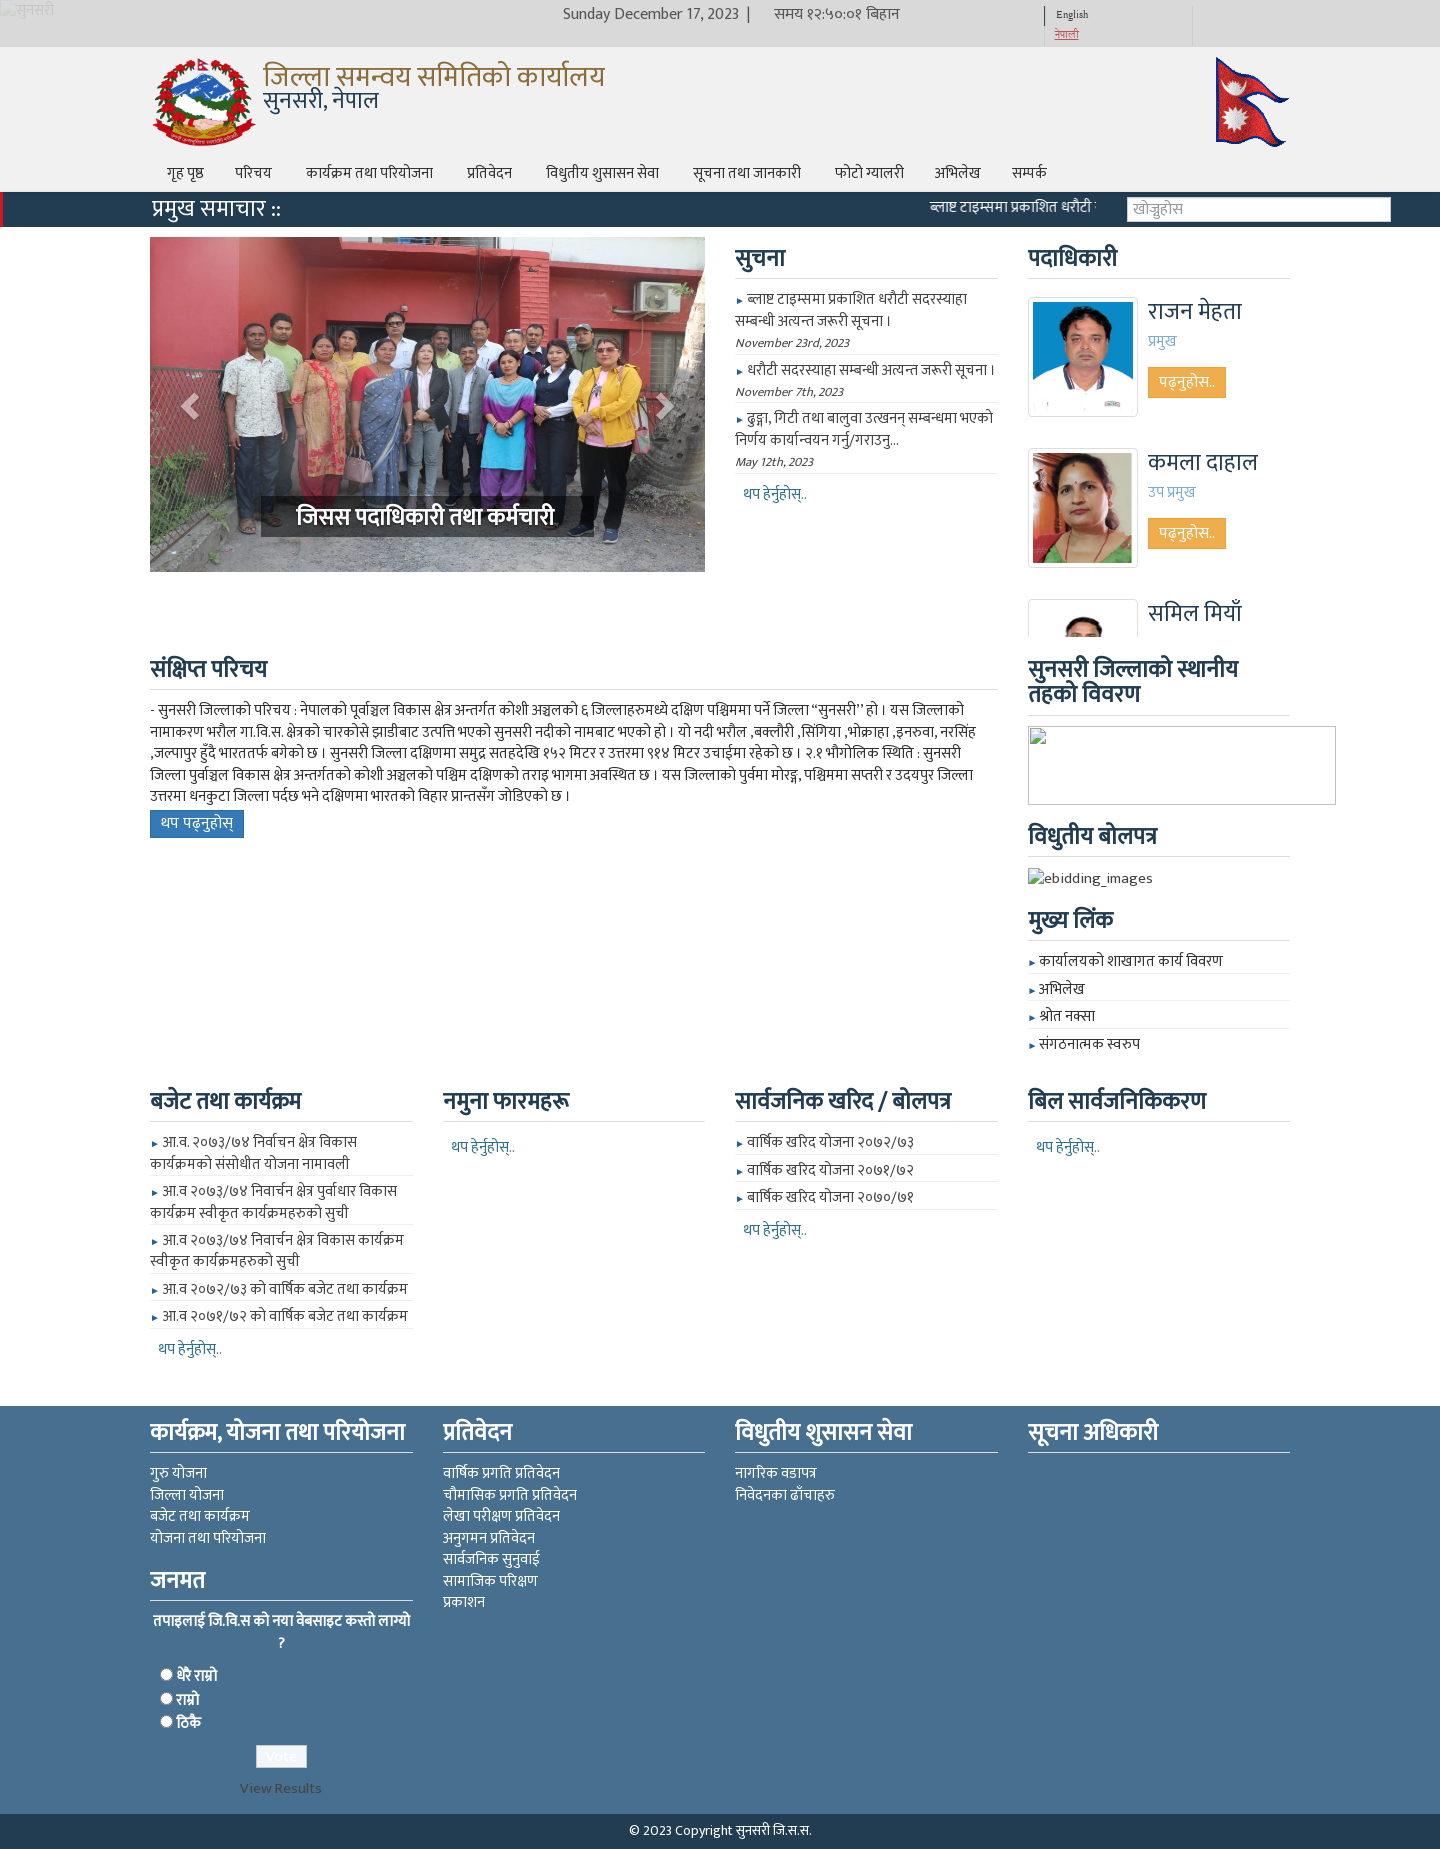 सुनसरी
Sunday December 17, 2023 | समय १२:५०:०१ बिहान
English
नेपाली
जिल्ला समन्वय समितिको कार्यालय
सुनसरी, नेपाल
गृह पृष्ठ परिचय कार्यक्रम तथा परियोजना प्रतिवेदन विधुतीय शुसासन सेवा सूचना तथा जानकारी फोटो ग्यालरी अभिलेख सम्पर्क
प्रमुख समाचार ::
ब्लाष्ट टाइम्समा प्रकाशित धरौटी
खोज्नुहोस
जिसस पदाधिकारी तथा कर्मचारी
सुचना
► ब्लाष्ट टाइम्समा प्रकाशित धरौटी सदरस्याहा
सम्बन्धी अत्यन्त जरूरी सूचना ।
November 23rd, 2023
► धरौटी सदरस्याहा सम्बन्धी अत्यन्त जरूरी सूचना ।
November 7th, 2023
► ढुङ्गा, गिटी तथा बालुवा उत्खनन् सम्बन्धमा भएको
निर्णय कार्यान्वयन गर्नु/गराउनु...
May 12th, 2023
थप हेर्नुहोस्..
पदाधिकारी
राजन मेहता
प्रमुख
पढ्नुहोस..
कमला दाहाल
उप प्रमुख
पढ्नुहोस..
समिल मियाँ
संक्षिप्त परिचय
- सुनसरी जिल्लाको परिचय : नेपालको पूर्वाञ्चल विकास क्षेत्र अन्तर्गत कोशी अञ्चलको ६ जिल्लाहरुमध्ये दक्षिण पश्चिममा पर्ने जिल्ला “सुनसरी’’ हो । यस जिल्लाको
नामाकरण भरौल गा.वि.स. क्षेत्रको चारकोसे झाडीबाट उत्पत्ति भएको सुनसरी नदीको नामबाट भएको हो । यो नदी भरौल ,बक्लौरी ,सिंगिया ,भोक्राहा ,इनरुवा, नरसिंह
,जल्पापुर हुँदै भारततर्फ बगेको छ । सुनसरी जिल्ला दक्षिणमा समुद्र सतहदेखि १५२ मिटर र उत्तरमा ९१४ मिटर उचाईमा रहेको छ । २.१ भौगोलिक स्थिति : सुनसरी
जिल्ला पुर्वाञ्चल विकास क्षेत्र अन्तर्गतको कोशी अञ्चलको पश्चिम दक्षिणको तराइ भागमा अवस्थित छ । यस जिल्लाको पुर्वमा मोरङ्ग, पश्चिममा सप्तरी र उदयपुर जिल्ला
उत्तरमा धनकुटा जिल्ला पर्दछ भने दक्षिणमा भारतको विहार प्रान्तसँग जोडिएको छ ।
थप पढ्नुहोस्
सुनसरी जिल्लाको स्थानीय
तहको विवरण
विधुतीय बोलपत्र
ebidding_images
मुख्य लिंक
► कार्यालयको शाखागत कार्य विवरण
► अभिलेख
► श्रोत नक्सा
► संगठनात्मक स्वरुप
बजेट तथा कार्यक्रम
► आ.व. २०७३/७४ निर्वाचन क्षेत्र विकास
कार्यक्रमको संसोधीत योजना नामावली
► आ.व २०७३/७४ निवार्चन क्षेत्र पुर्वाधार विकास
कार्यक्रम स्वीकृत कार्यक्रमहरुको सुची
► आ.व २०७३/७४ निवार्चन क्षेत्र विकास कार्यक्रम
स्वीकृत कार्यक्रमहरुको सुची
► आ.व २०७२/७३ को वार्षिक बजेट तथा कार्यक्रम
► आ.व २०७१/७२ को वार्षिक बजेट तथा कार्यक्रम
थप हेर्नुहोस्..
नमुना फारमहरू
थप हेर्नुहोस्..
सार्वजनिक खरिद / बोलपत्र
► वार्षिक खरिद योजना २०७२/७३
► वार्षिक खरिद योजना २०७१/७२
► बार्षिक खरिद योजना २०७०/७१
थप हेर्नुहोस्..
बिल सार्वजनिकिकरण
थप हेर्नुहोस्..
कार्यक्रम, योजना तथा परियोजना
गुरु योजना
जिल्ला योजना
बजेट तथा कार्यक्रम
योजना तथा परियोजना
जनमत
तपाइलाई जि.वि.स को नया वेबसाइट कस्तो लाग्यो
?
धेरै राम्रो
राम्रो
ठिकै
Vote
View Results
प्रतिवेदन
वार्षिक प्रगति प्रतिवेदन
चौमासिक प्रगति प्रतिवेदन
लेखा परीक्षण प्रतिवेदन
अनुगमन प्रतिवेदन
सार्वजनिक सुनुवाई
सामाजिक परिक्षण
प्रकाशन
विधुतीय शुसासन सेवा
नागरिक वडापत्र
निवेदनका ढाँचाहरु
सूचना अधिकारी
© 2023 Copyright सुनसरी जि.स.स.